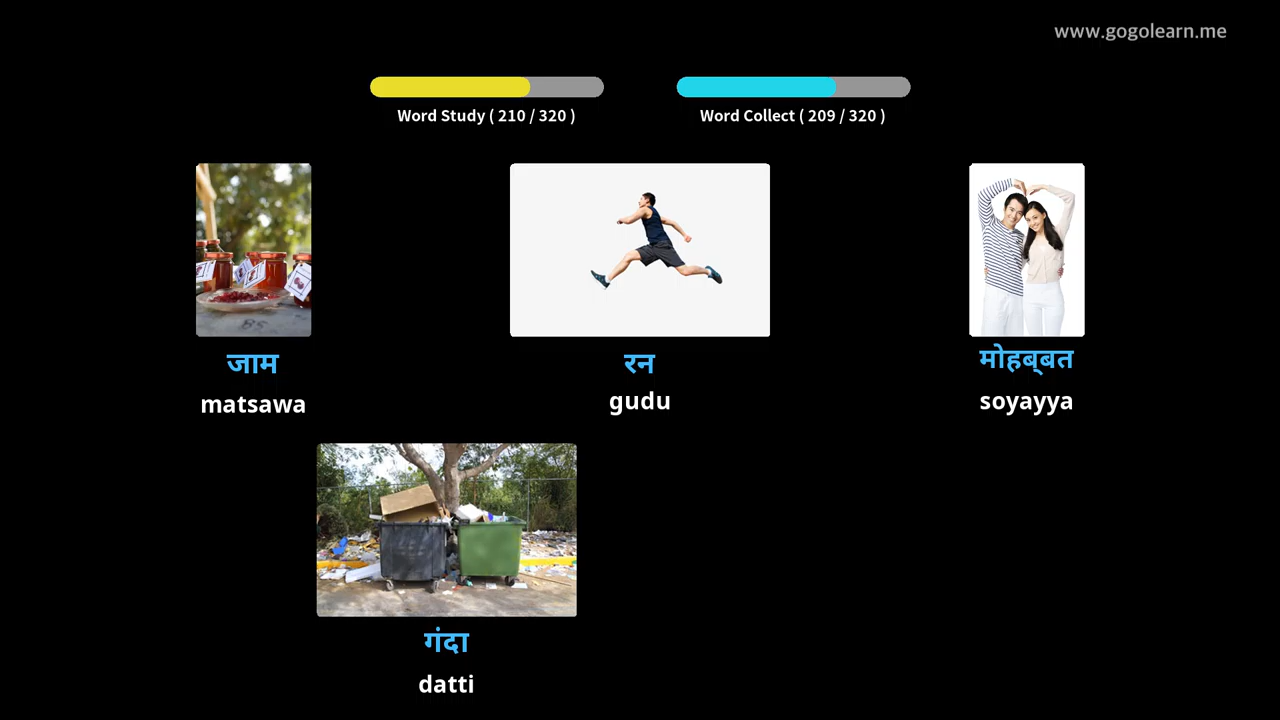 www.gogolearn.me
Word Study ( 210 / 320 )
Word Collect ( 209 / 320 )
जाम
matsawa
रन
gudu
मोहब्बत
soyayya
गंदा
datti